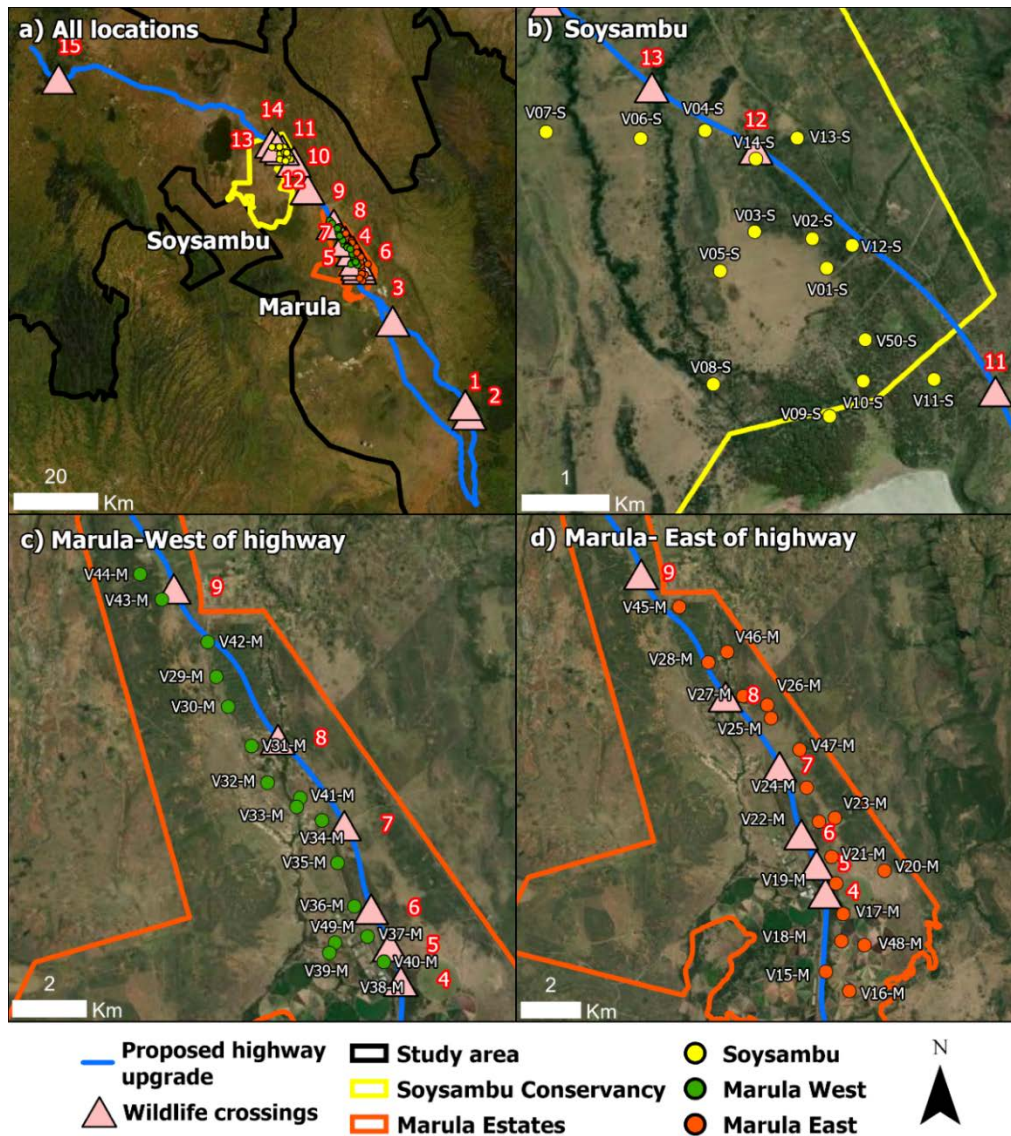 a) All locations
15
14
11
13
10
12
9
8
7
4
5
6
3
1
2
Soysambu
Marula
20
Km
b) Soysambu
13
V07-S
V06-S
V04-S
12
V13-S
V14-S
V03-S
V02-S
V12-S
V05-S
V01-S
V50-S
V08-S
11
V10-S
V11-S
V09-S
1
Km
c) Marula-West of highway
V44-M
9
V43-M
V42-M
V29-M
V30-M
8
V31-M
V32-M
V41-M
V33-M
7
V34-M
V35-M
V36-M
6
V49-M
V37-M
5
V39-M
V40-M
4
V38-M
2
Km
d) Marula- East of highway
9
V45-M
V46-M
V28-M
V27-M
8
V26-M
V25-M
V47-M
7
V24-M
V23-M
V22-M
6
V21-M
5
V20-M
V19-M
4
V17-M
V18-M
V48-M
V15-M
V16-M
2
Km
Proposed highway
upgrade
Wildlife crossings
Study area
Soysambu Conservancy
Marula Estates
Soysambu
Marula West
Marula East
N